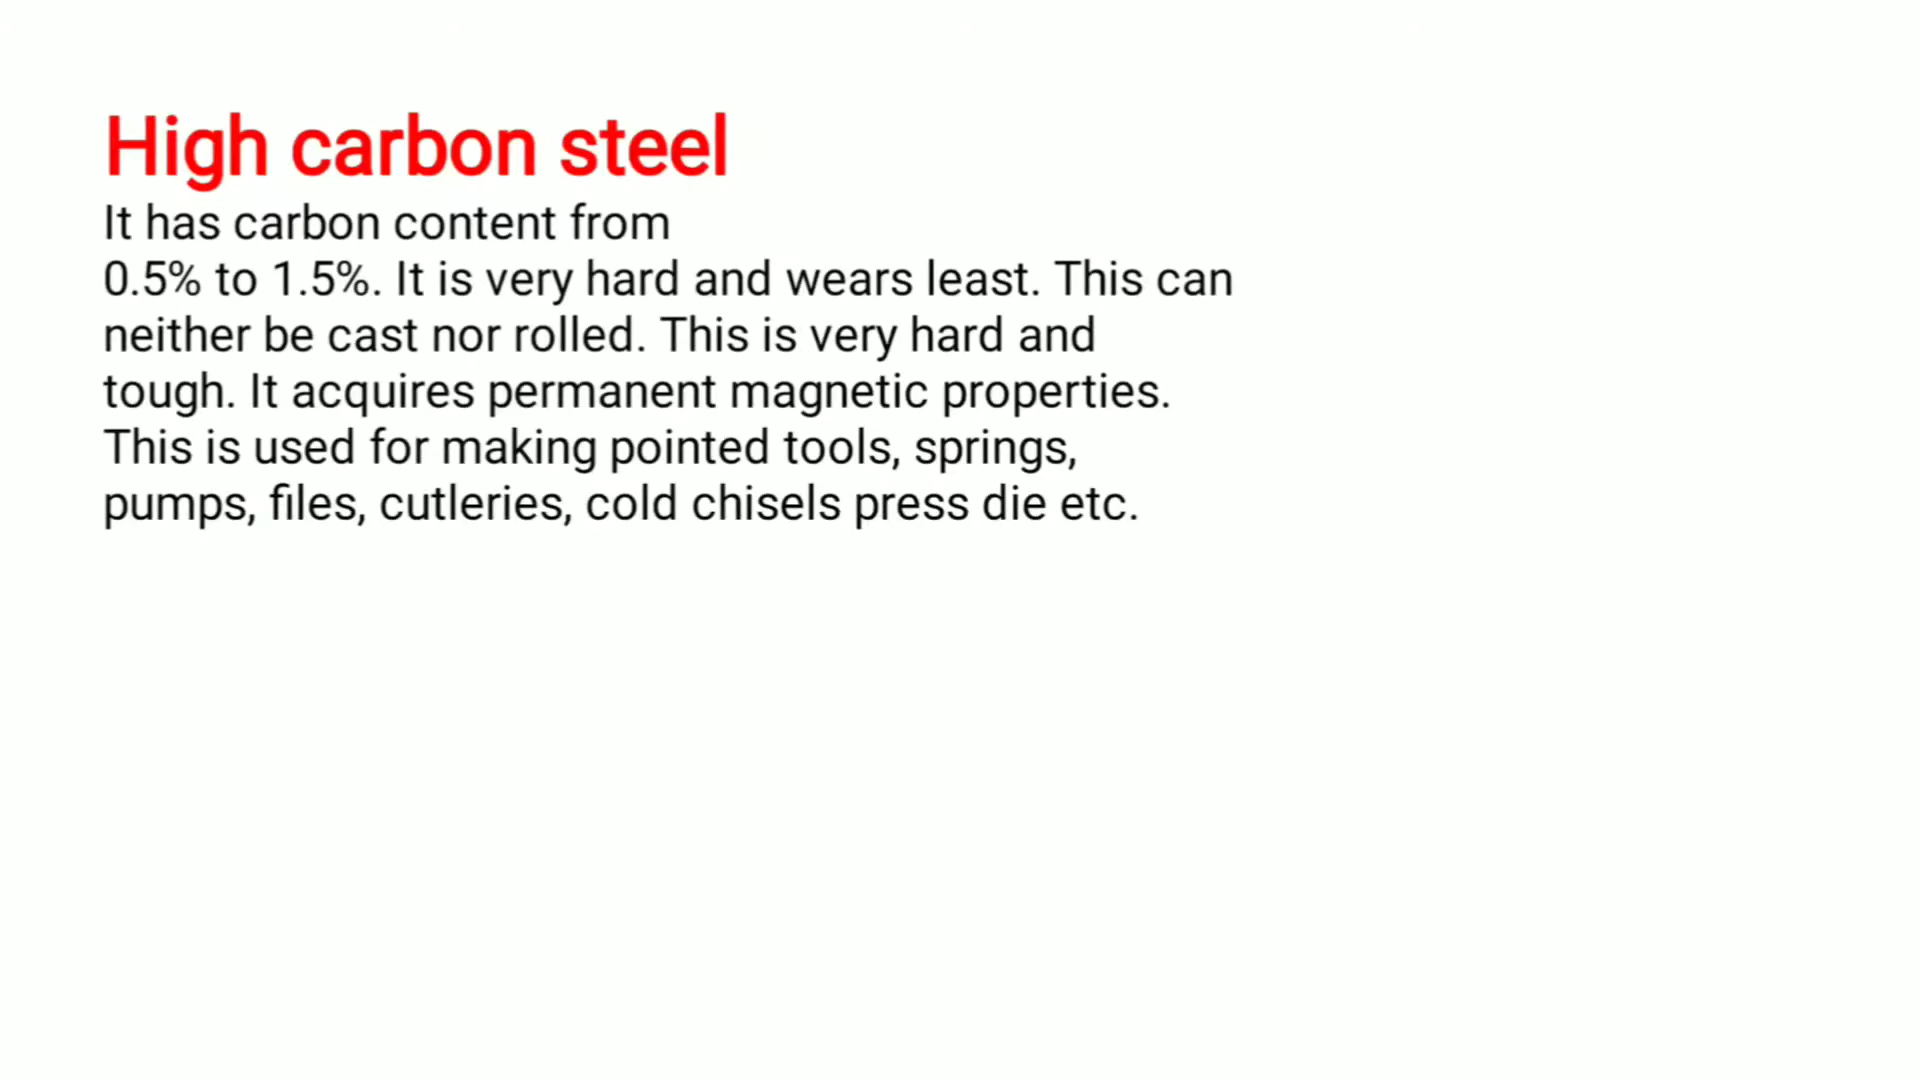 High carbon steel
It has carbon content from
0.5% to 1.5%. It is very hard and wears least. This can
neither be cast nor rolled. This is very hard and
tough. It acquires permanent magnetic properties.
This is used for making pointed tools, springs,
pumps, files, cutleries, cold chisels press die etc.